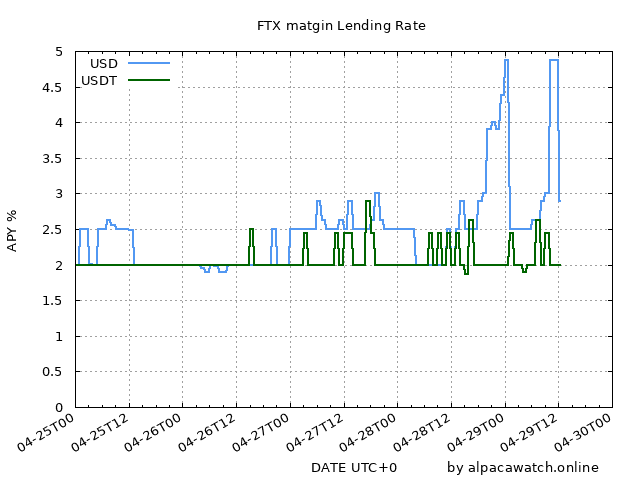 FTX matgin Lending Rate
USD
USDT
5
4.5
4
3.5
3
2.5
2
1.5
1
0.5
0
APY %
04-25T00
04-25T12
04-26T00
04-26T12
04-27T00
04-27T12
04-28T00
04-28T12
04-29T00
04-29T12
04-30T00
DATE UTC+0
by alpacawatch.online